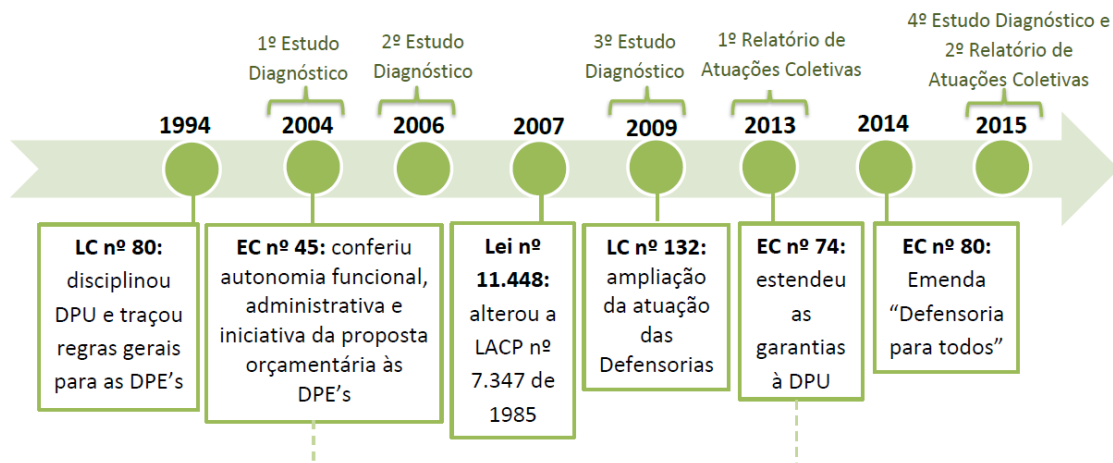 1º Estudo
Diagnóstico
2º Estudo
Diagnóstico
3º Estudo
Diagnóstico
1º Relatório de
Atuações Coletivas
4º Estudo Diagnóstico e
2º Relatório de
Atuações Coletivas
1994
2004
2006
2007
2009
2013
2014
2015
LC nº 80:
disciplinou
DPU e traçou
regras gerais
para as DPE’s
EC nº 45: conferiu
autonomia funcional,
administrativa e
iniciativa da proposta
orçamentária às
DPE’s
Lei nº
11.448:
alterou a
LACP nº
7.347 de
1985
LC nº 132:
ampliação
da atuação
das
Defensorias
EC nº 74:
estendeu
as
garantias
à DPU
EC nº 80:
Emenda
“Defensoria
para todos”